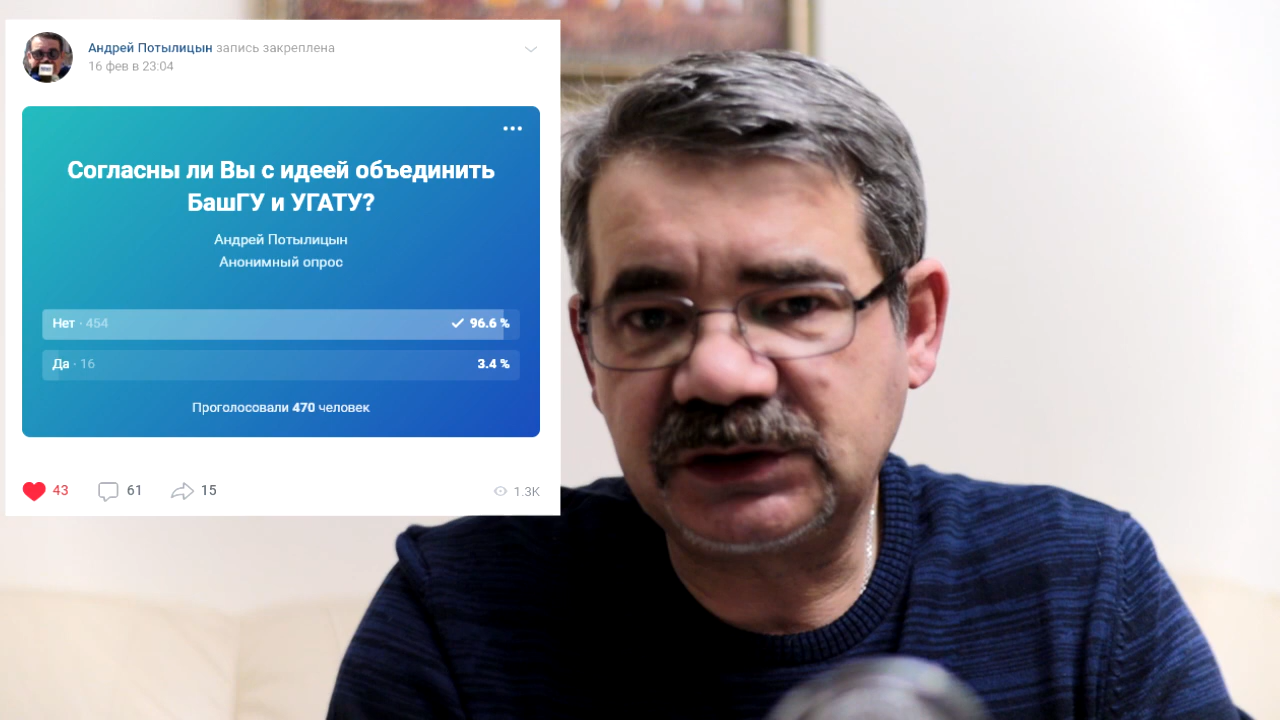 Андрей Потылицын запись закреплена
16 фев в 23:04
Согласны ли Вы с идеей объединить
БашГУ и УГАТУ?
Андрей Потылицын
Анонимный опрос
Нет · 454 96.6 %
Да · 16 3.4 %
Проголосовали 470 человек
43 61 15 1.3K